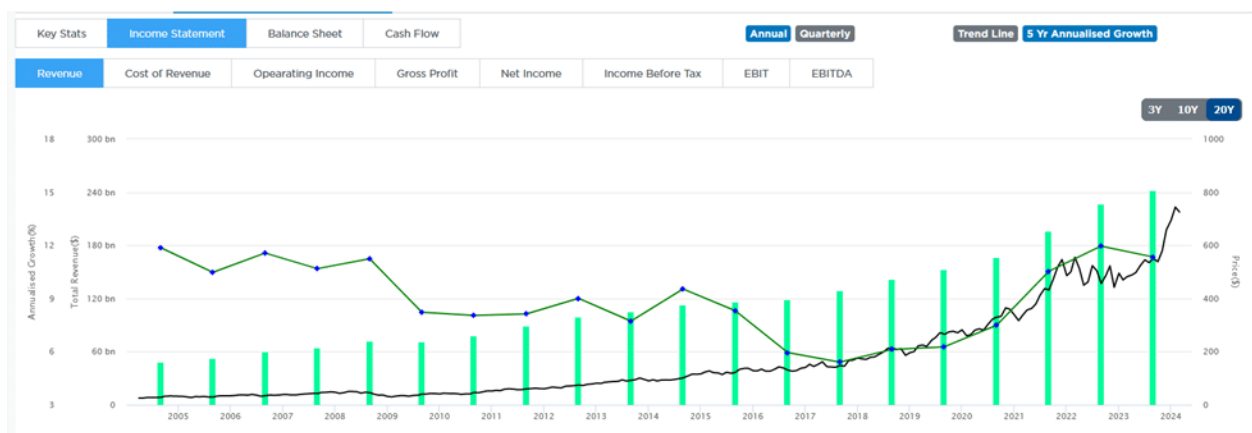 Key Stats Income Statement Balance Sheet Cash Flow Annual Quarterly Trend Line 5 Yr Annualised Growth
Revenue Cost of Revenue Opearating Income Gross Profit Net Income Income Before Tax EBIT EBITDA
3Y 10Y 20Y
18 300 bn 1000
15 240 bn 800
12 180 bn 600
9 120 bn 400
6 60 bn 200
3 0 0
Annualised Growth(%)
Total Revenue($)
Price($)
2005 2006 2007 2008 2009 2010 2011 2012 2013 2014 2015 2016 2017 2018 2019 2020 2021 2022 2023 2024